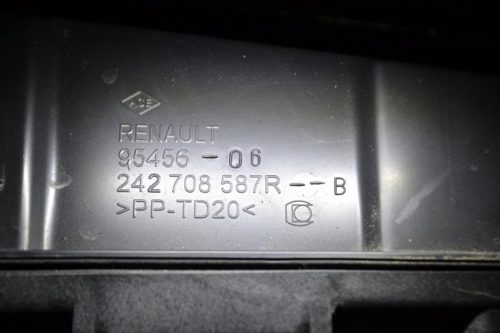 RENAULT
95456 - 06
242 708 587R -- B
>PP-TD20<